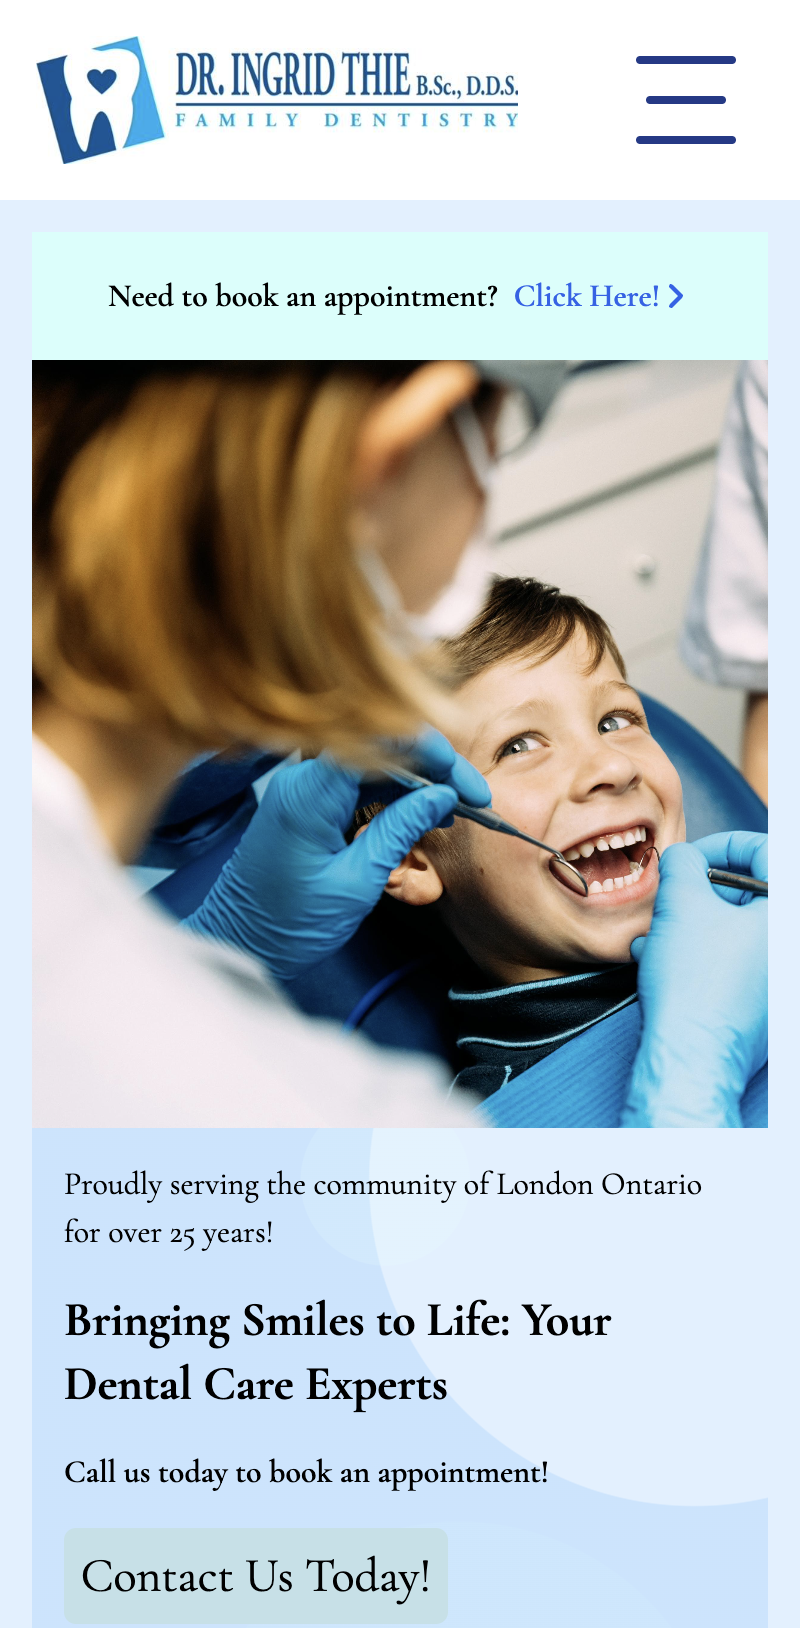 DR. INGRID THIE B.Sc., D.D.S.
FAMILY DENTISTRY
Need to book an appointment? Click Here!
Proudly serving the community of London Ontario
for over 25 years!
Bringing Smiles to Life: Your
Dental Care Experts
Call us today to book an appointment!
Contact Us Today!